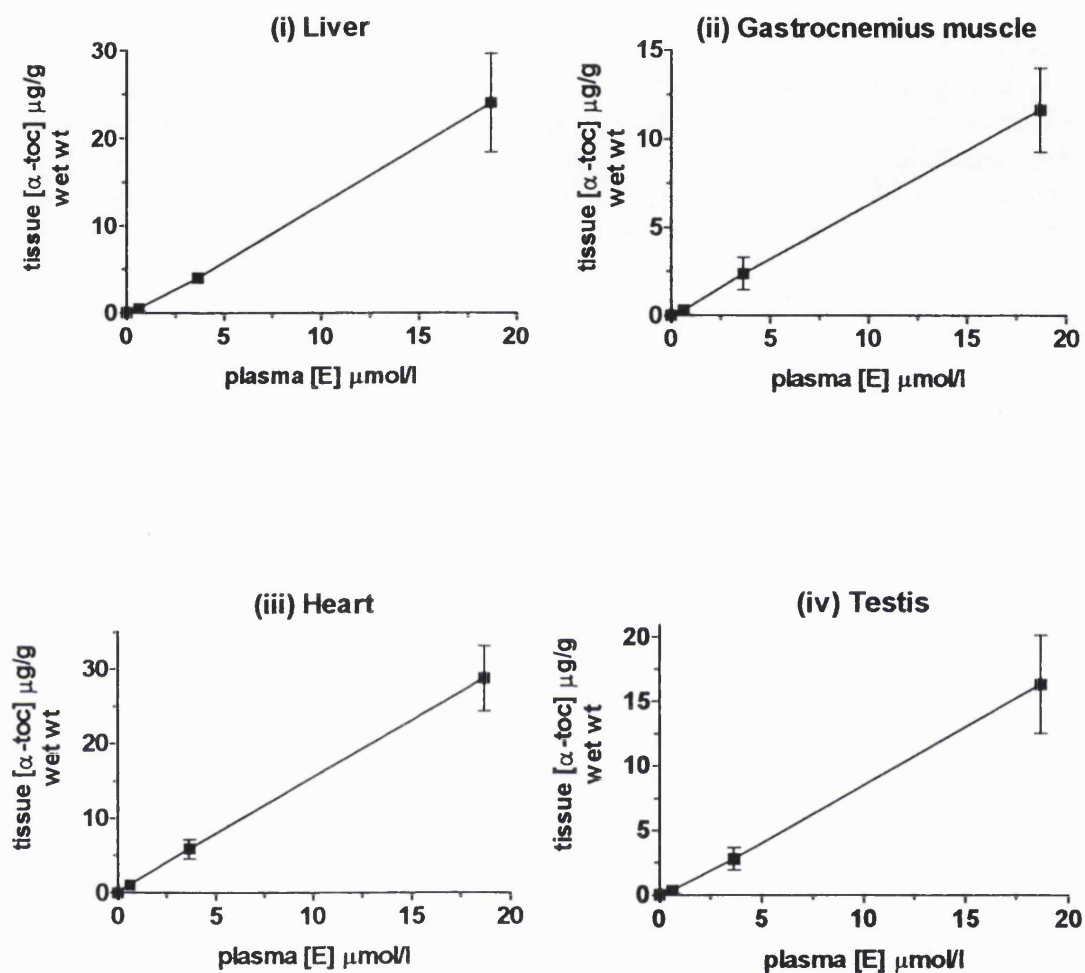 (i) Liver
tissue [α-toc] µg/g
wet wt
30
20
10
0
0 5 10 15 20
plasma [E] µmol/l
(ii) Gastrocnemius muscle
tissue [α-toc] µg/g
wet wt
15
10
5
0
0 5 10 15 20
plasma [E] µmol/l
(iii) Heart
tissue [α-toc] µg/g
wet wt
30
20
10
0
0 5 10 15 20
plasma [E] µmol/l
(iv) Testis
tissue [α-toc] µg/g
wet wt
20
15
10
5
0
0 5 10 15 20
plasma [E] µmol/l